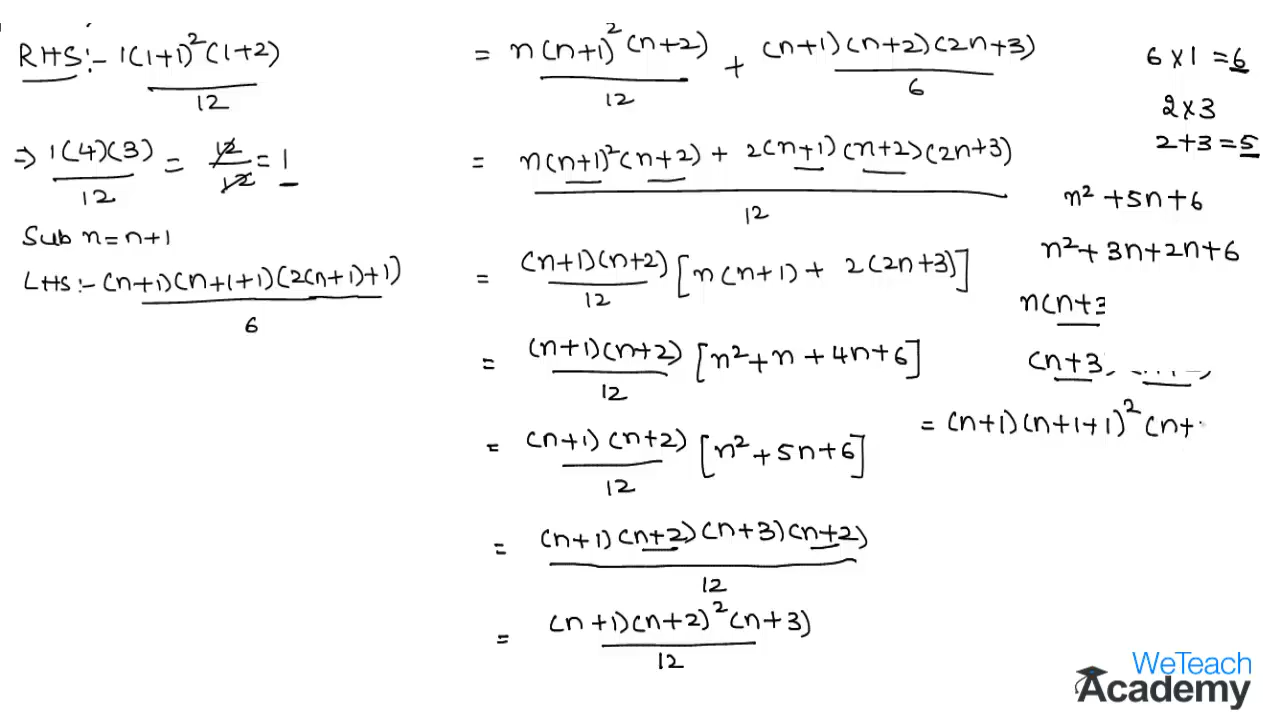 RHS:- 1(1+1)²(1+2)
12
⇒ 1(4)(3) = 12 = 1
12 12
Sub n=n+1
LHS:- (n+1)(n+1+1)(2(n+1)+1)
6
= n(n+1)²(n+2) + (n+1)(n+2)(2n+3)
12 6
= n(n+1)²(n+2) + 2(n+1)(n+2)(2n+3)
12
= (n+1)(n+2) [n(n+1) + 2(2n+3)]
12
= (n+1)(n+2) [n²+n+4n+6]
12
= (n+1)(n+2) [n²+5n+6]
12
= (n+1)(n+2)(n+3)(n+2)
12
= (n+1)(n+2)²(n+3)
12
6×1=6
2×3
2+3=5
n²+5n+6
n²+3n+2n+6
n(n+3
(n+3)
= (n+1)(n+1+1)²(n+
WeTeach
Academy